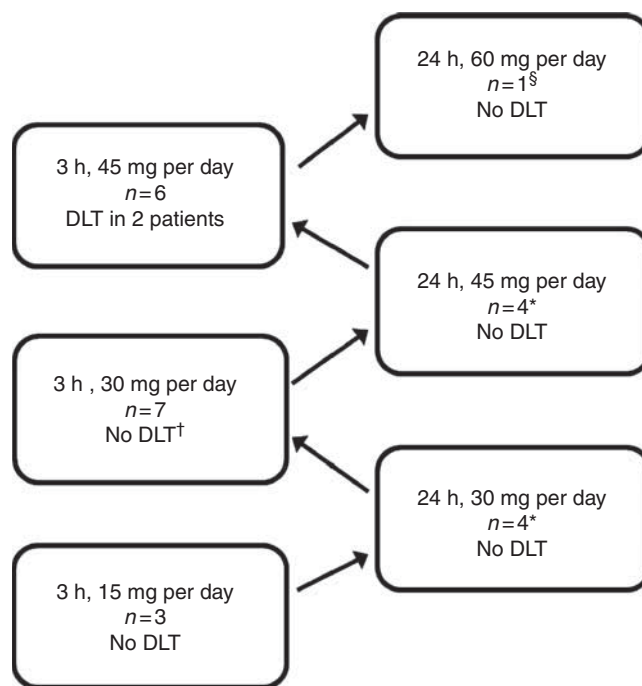 24 h, 60 mg per day
n=1§
No DLT
3 h, 45 mg per day
n=6
DLT in 2 patients
24 h, 45 mg per day
n=4*
No DLT
3 h , 30 mg per day
n=7
No DLT†
24 h, 30 mg per day
n=4*
No DLT
3 h, 15 mg per day
n=3
No DLT